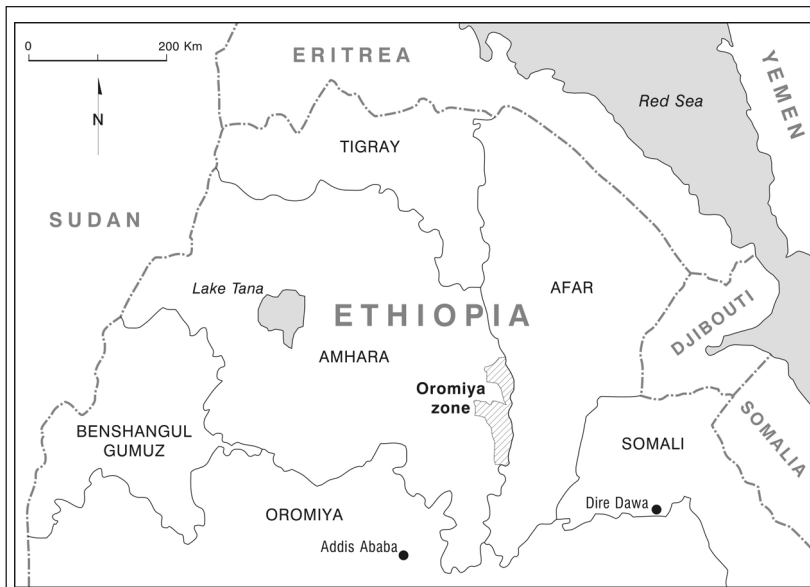 0 200 Km
N
ERITREA
YEMEN
Red Sea
TIGRAY
SUDAN
Lake Tana
ETHIOPIA
AFAR
DJIBOUTI
AMHARA
Oromiya
zone
BENSHANGUL
GUMUZ
SOMALI
SOMALIA
OROMIYA
Dire Dawa
Addis Ababa